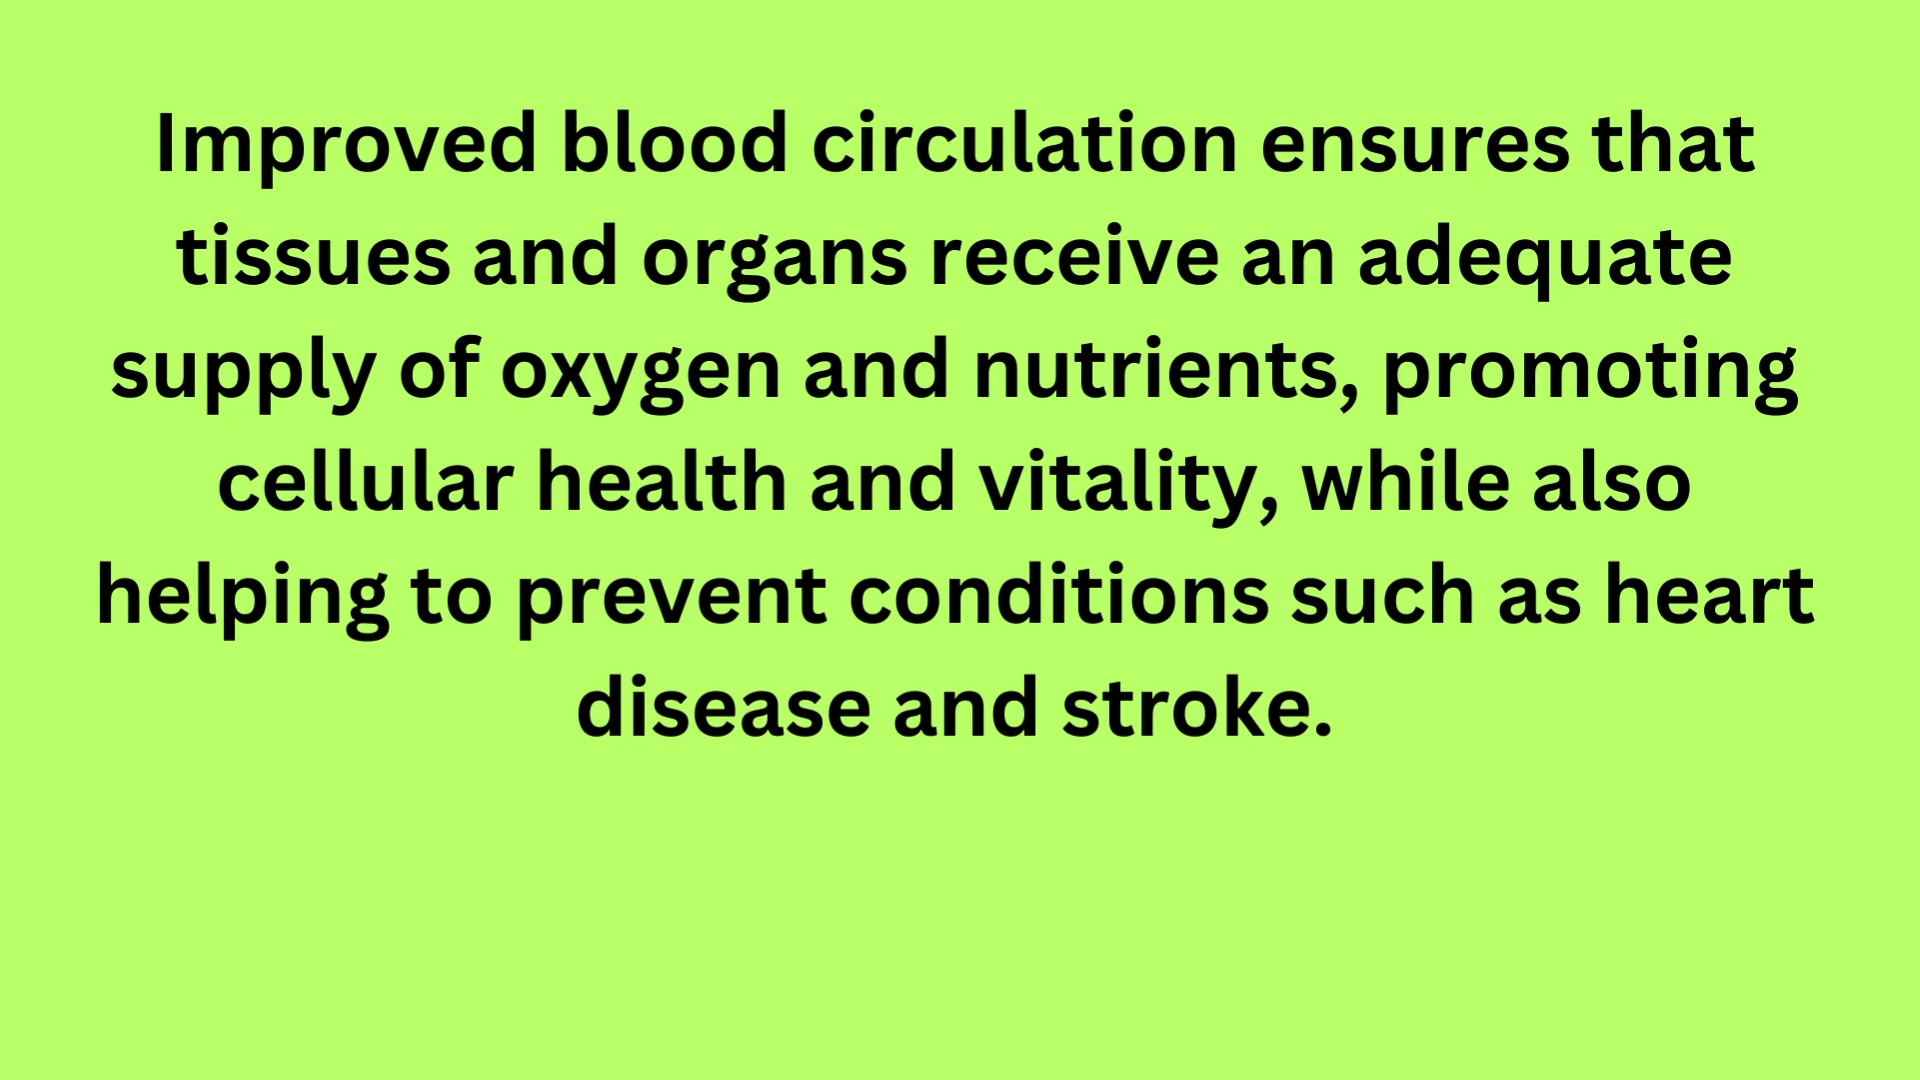 Improved blood circulation ensures that
tissues and organs receive an adequate
supply of oxygen and nutrients, promoting
cellular health and vitality, while also
helping to prevent conditions such as heart
disease and stroke.